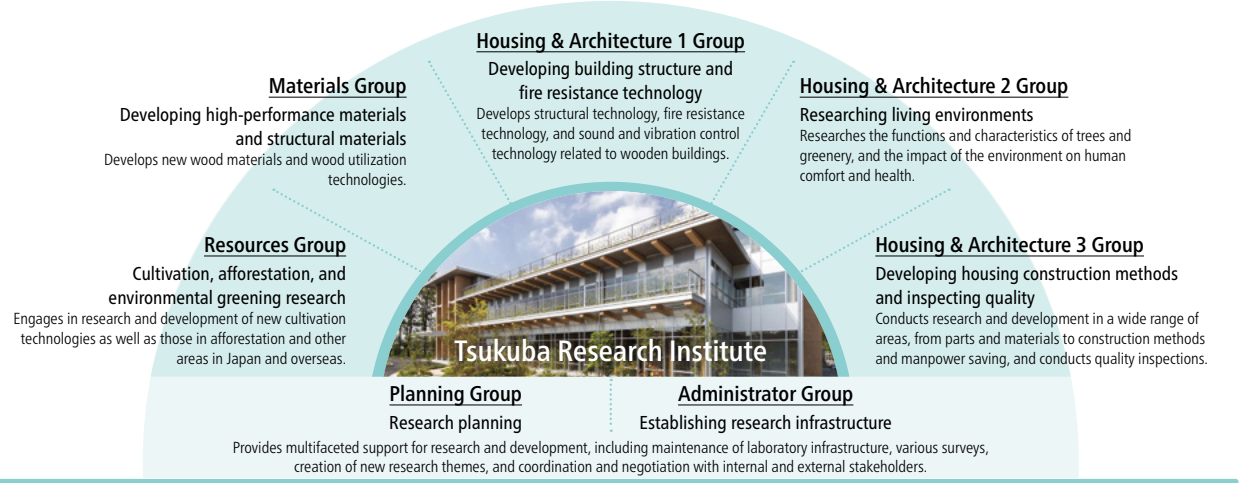 Housing & Architecture 1 Group
Developing building structure and
fire resistance technology
Develops structural technology, fire resistance
technology, and sound and vibration control
technology related to wooden buildings.
Materials Group
Developing high-performance materials
and structural materials
Develops new wood materials and wood utilization
technologies.
Housing & Architecture 2 Group
Researching living environments
Researches the functions and characteristics of trees and
greenery, and the impact of the environment on human
comfort and health.
Resources Group
Cultivation, afforestation, and
environmental greening research
Engages in research and development of new cultivation
technologies as well as those in afforestation and other
areas in Japan and overseas.
Housing & Architecture 3 Group
Developing housing construction methods
and inspecting quality
Conducts research and development in a wide range of
areas, from parts and materials to construction methods
and manpower saving, and conducts quality inspections.
Tsukuba Research Institute
Planning Group
Research planning
Administrator Group
Establishing research infrastructure
Provides multifaceted support for research and development, including maintenance of laboratory infrastructure, various surveys,
creation of new research themes, and coordination and negotiation with internal and external stakeholders.